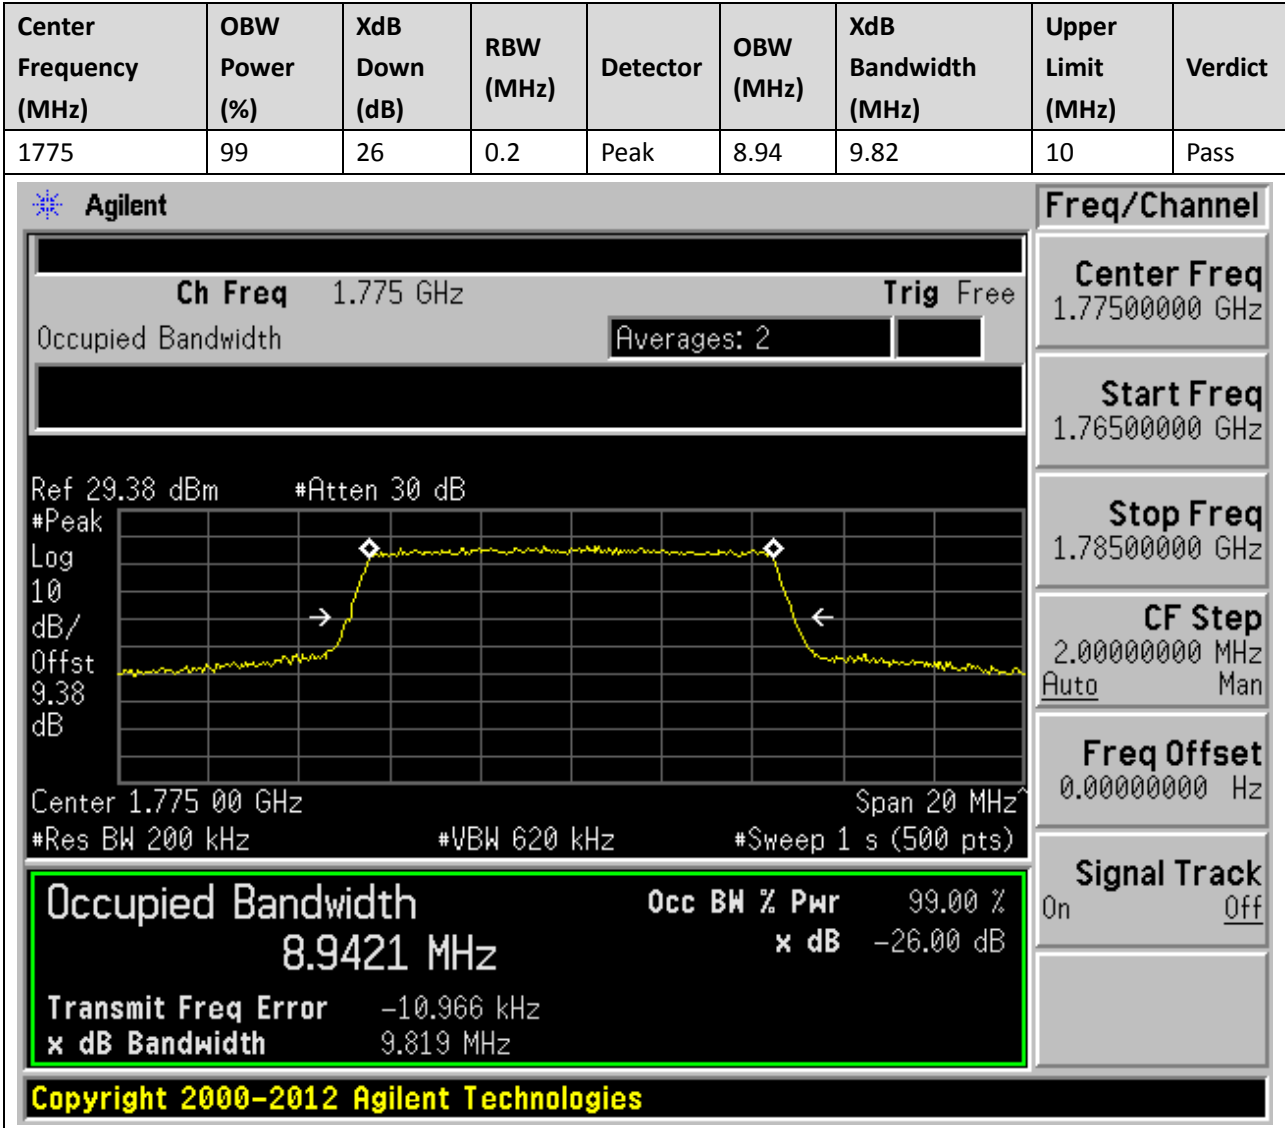 Center Frequency (MHz) OBW Power (%) XdB Down (dB) RBW (MHz) Detector OBW (MHz) XdB Bandwidth (MHz) Upper Limit (MHz) Verdict
1775 99 26 0.2 Peak 8.94 9.82 10 Pass
Agilent
Freq/Channel
Ch Freq 1.775 GHz Trig Free
Occupied Bandwidth Averages: 2
Center Freq
1.77500000 GHz
Start Freq
1.76500000 GHz
Stop Freq
1.78500000 GHz
CF Step
2.00000000 MHz
Auto Man
Freq Offset
0.00000000 Hz
Signal Track
On Off
Ref 29.38 dBm #Atten 30 dB
#Peak
Log
10
dB/
Offst
9.38
dB
Center 1.775 00 GHz Span 20 MHz^
#Res BW 200 kHz #VBW 620 kHz #Sweep 1 s (500 pts)
Occupied Bandwidth Occ BW % Pwr 99.00 %
8.9421 MHz x dB -26.00 dB
Transmit Freq Error -10.966 kHz
x dB Bandwidth 9.819 MHz
Copyright 2000-2012 Agilent Technologies